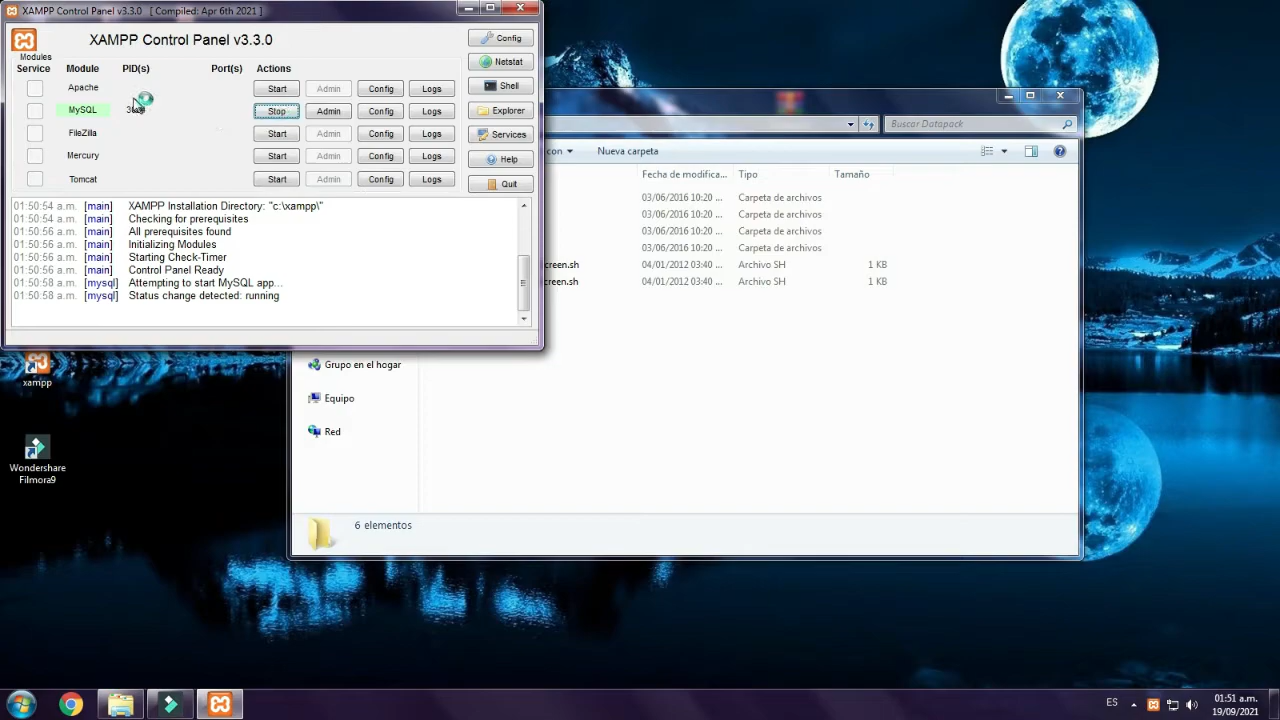 XAMPP Control Panel v3.3.0 [ Compiled: Apr 6th 2021 ]
XAMPP Control Panel v3.3.0
Modules
Service Module PID(s) Port(s) Actions
Apache Start Admin Config Logs
MySQL Stop Admin Config Logs
FileZilla Start Admin Config Logs
Mercury Start Admin Config Logs
Tomcat Start Admin Config Logs
Config
Netstat
Shell
Explorer
Services
Help
Quit
01:50:54 a.m. [main] XAMPP Installation Directory: "c:\xampp\"
01:50:56 a.m. [main] Checking for prerequisites
01:50:56 a.m. [main] All prerequisites found
01:50:56 a.m. [main] Initializing Modules
01:50:56 a.m. [main] Starting Check-Timer
01:50:56 a.m. [main] Control Panel Ready
01:50:58 a.m. [mysql] Attempting to start MySQL app...
01:50:58 a.m. [mysql] Status change detected: running
Buscar Datapack
con Nueva carpeta
Fecha de modifica... Tipo Tamaño
03/06/2016 10:20 ... Carpeta de archivos
03/06/2016 10:20 ... Carpeta de archivos
03/06/2016 10:20 ... Carpeta de archivos
03/06/2016 10:20 ... Carpeta de archivos
creen.sh 04/01/2012 03:40 ... Archivo SH 1 KB
creen.sh 04/01/2012 03:40 ... Archivo SH 1 KB
Grupo en el hogar
Equipo
Red
6 elementos
xampp
Wondershare
Filmora9
ES
01:51 a.m.
19/09/2021